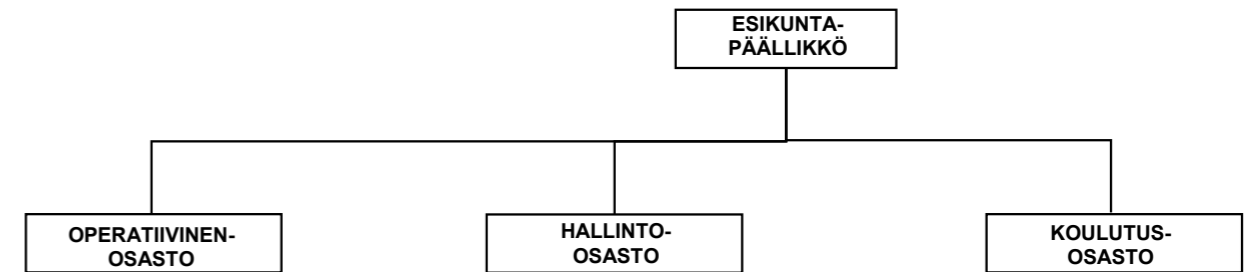 ESIKUNTA-
PÄÄLLIKKÖ
OPERATIIVINEN-
OSASTO
HALLINTO-
OSASTO
KOULUTUS-
OSASTO